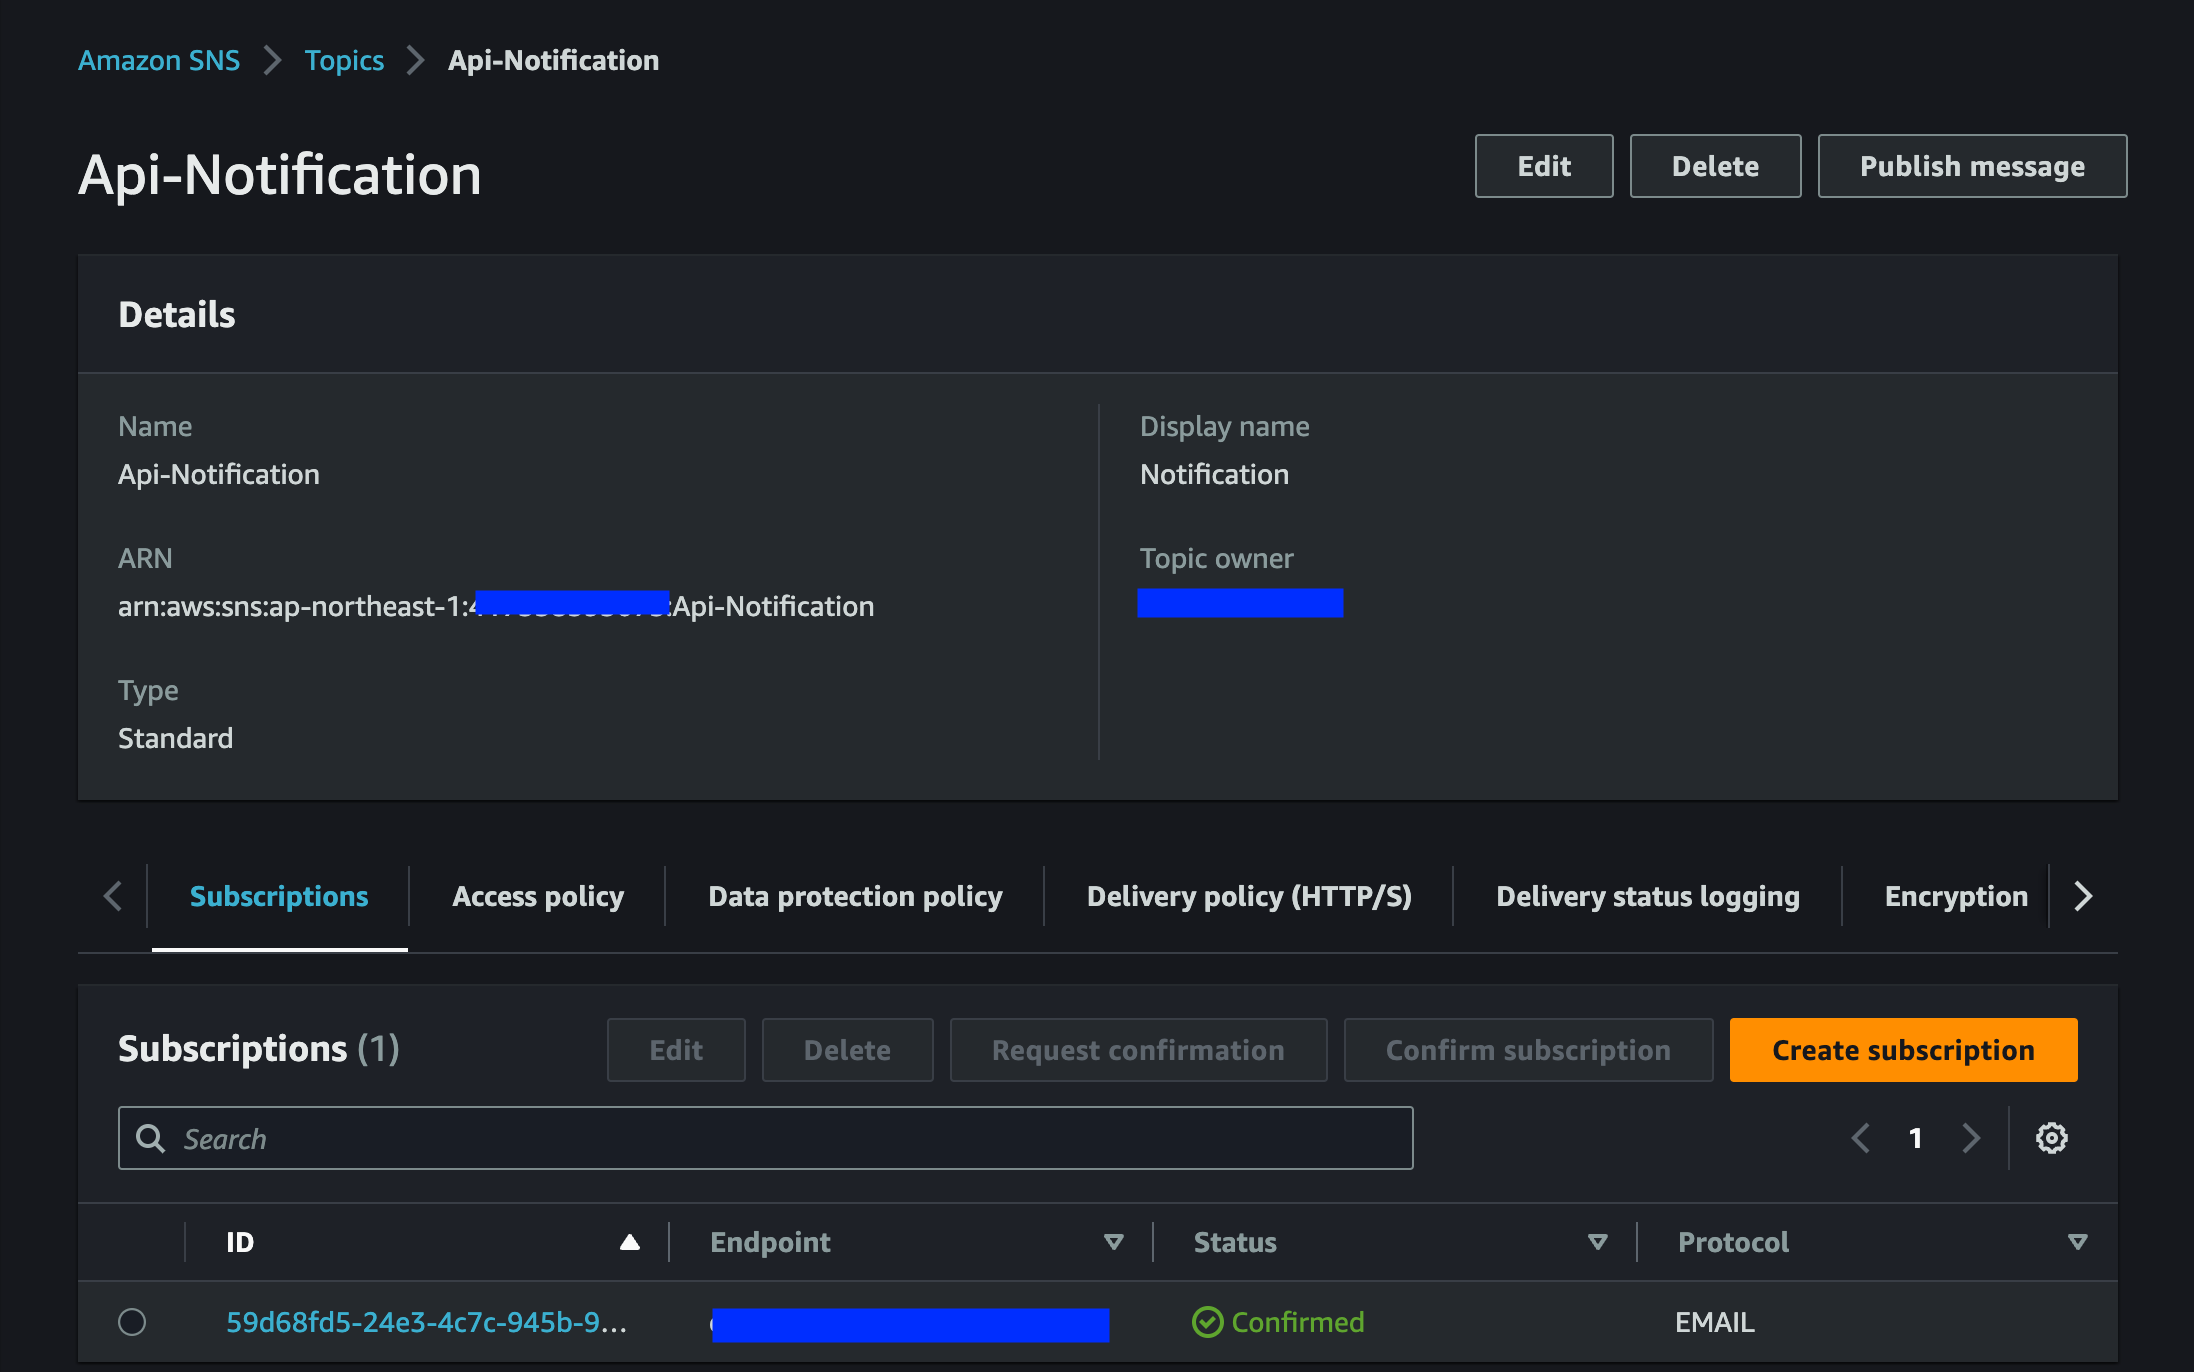 Amazon SNS > Topics > Api-Notification
Api-Notification
Edit
Delete
Publish message
Details
Name
Api-Notification
Display name
Notification
ARN
arn:aws:sns:ap-northeast-1: :Api-Notification
Topic owner
Type
Standard
Subscriptions
Access policy
Data protection policy
Delivery policy (HTTP/S)
Delivery status logging
Encryption
Subscriptions (1)
Edit
Delete
Request confirmation
Confirm subscription
Create subscription
Search
1
ID
Endpoint
Status
Protocol
59d68fd5-24e3-4c7c-945b-9...
Confirmed
EMAIL